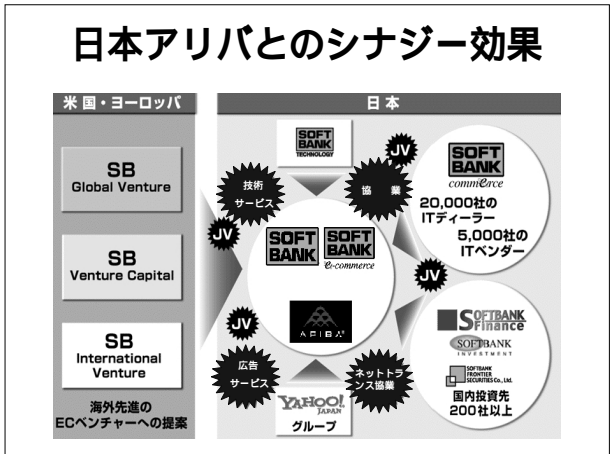 日本アリバとのシナジー効果
米国・ヨーロッパ
SB
Global Venture
SB
Venture Capital
SB
International
Venture
海外先進の
ECベンチャーへの提案
日本
SOFT
BANK
TECHNOLOGY
技術
サービス
協業
JV
JV
SOFT
BANK
SOFT
BANK
e-commerce
ARIBA
JV
広告
サービス
YAHOO!
JAPAN
グループ
ネットトラ
ンス協業
JV
SOFT
BANK
commerce
20,000社の
ITディーラー
5,000社の
ITベンダー
SOFTBANK
Finance
SOFTBANK
INVESTMENT
SOFTBANK
FRONTIER
SECURITIES Co., Ltd.
国内投資先
200社以上